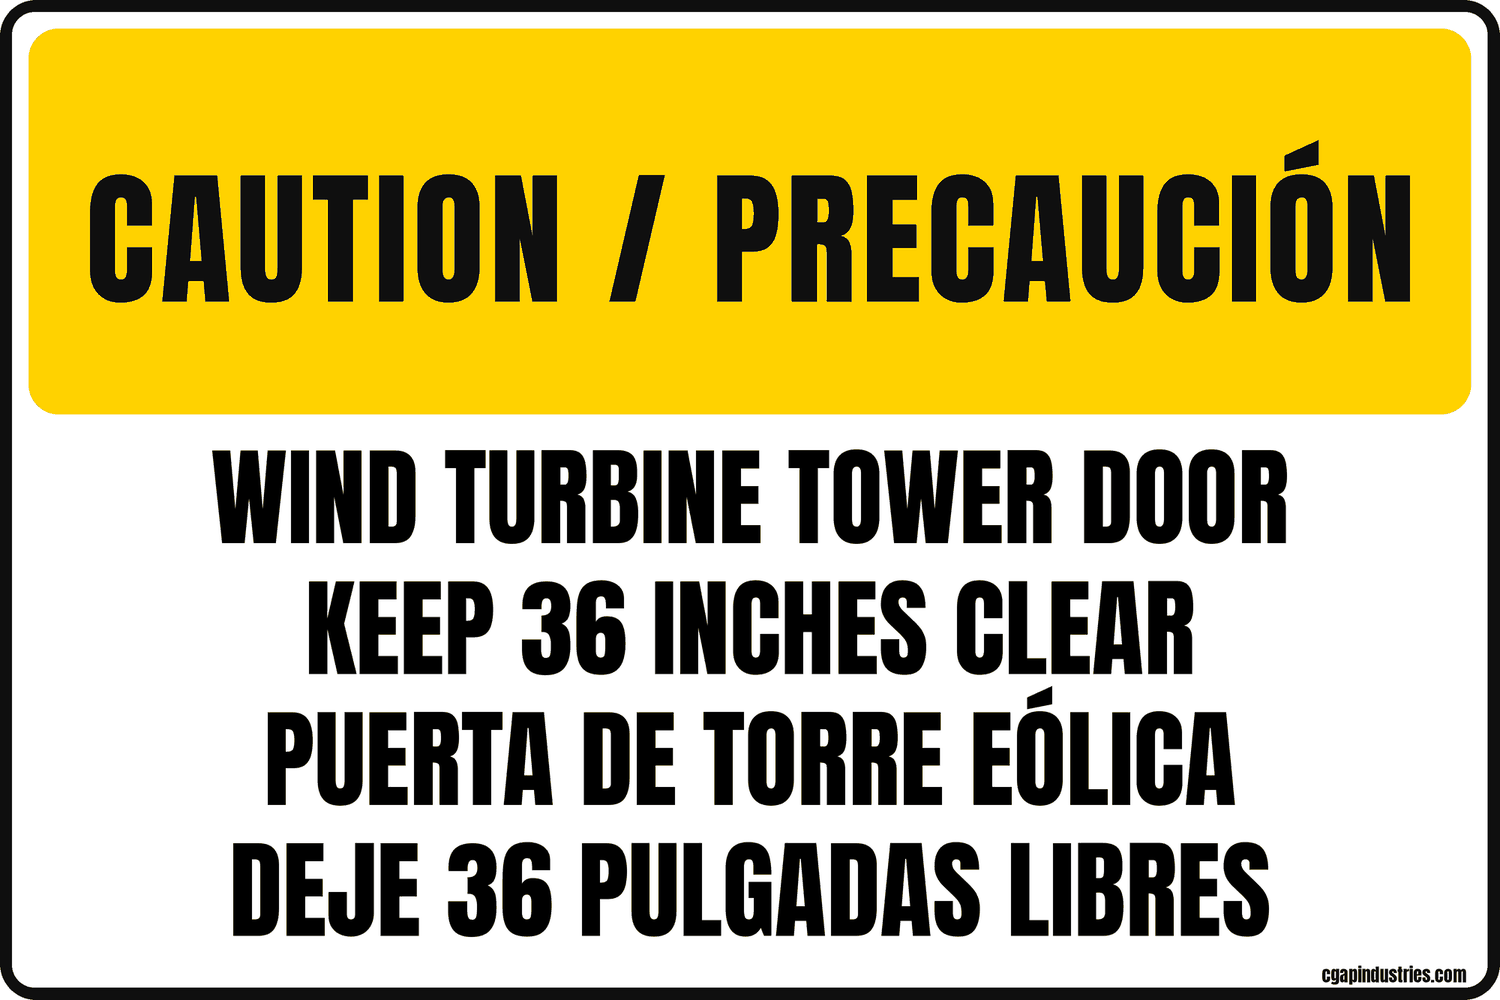 CAUTION / PRECAUCIÓN
WIND TURBINE TOWER DOOR
KEEP 36 INCHES CLEAR
PUERTA DE TORRE EÓLICA
DEJE 36 PULGADAS LIBRES
cgapindustries.com